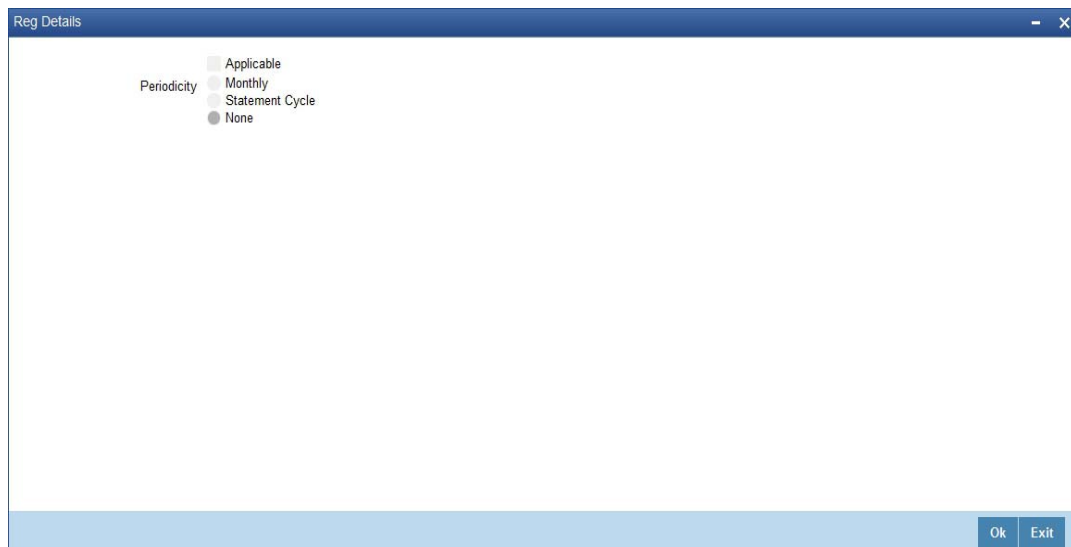 Reg Details
Applicable
Periodicity Monthly
Statement Cycle
None
Ok Exit